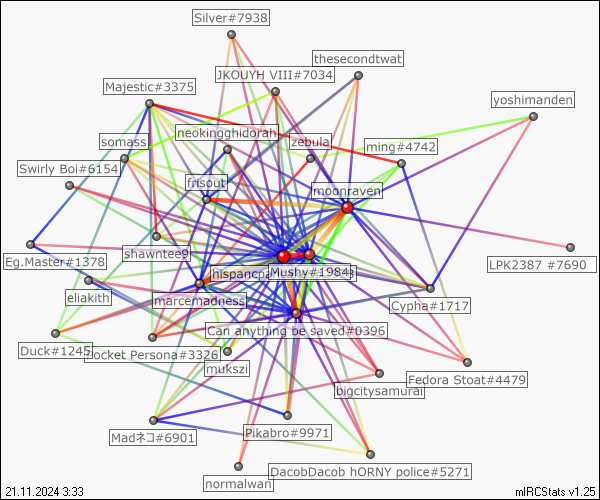 Silver#7938
thesecondtwat
JKOUYH VIII#7034
Majestic#3375
yoshimanden
neokingghidorah
somass
zebula
ming#4742
Swirly Boi#6154
frisout
moonraven
shawntee9
Eg.Master#1378
LPK2387 #7690
Mushy#1984
eliakith
marcemadness
Cypha#1717
Can anything be saved#0396
Duck#1245
Persona#3326
mukszi
Fedora Stoat#4479
bigcitysamurai
Madネコ#6901
Pikabro#9971
DacobDacob hORNY police#5271
normalwan
21.11.2024 3:33
mIRCStats v1.25